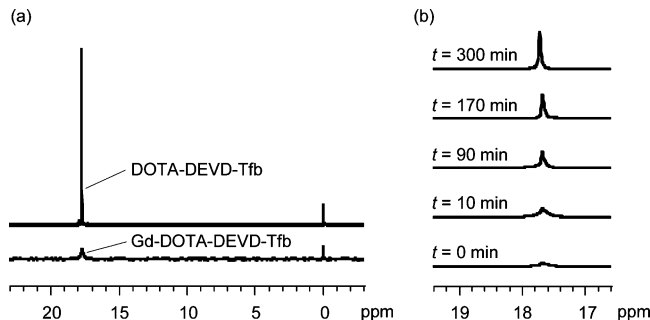 (a)
DOTA-DEVD-Tfb
Gd-DOTA-DEVD-Tfb
20 15 10 5 0 ppm
(b)
t = 300 min
t = 170 min
t = 90 min
t = 10 min
t = 0 min
19 18 17 ppm